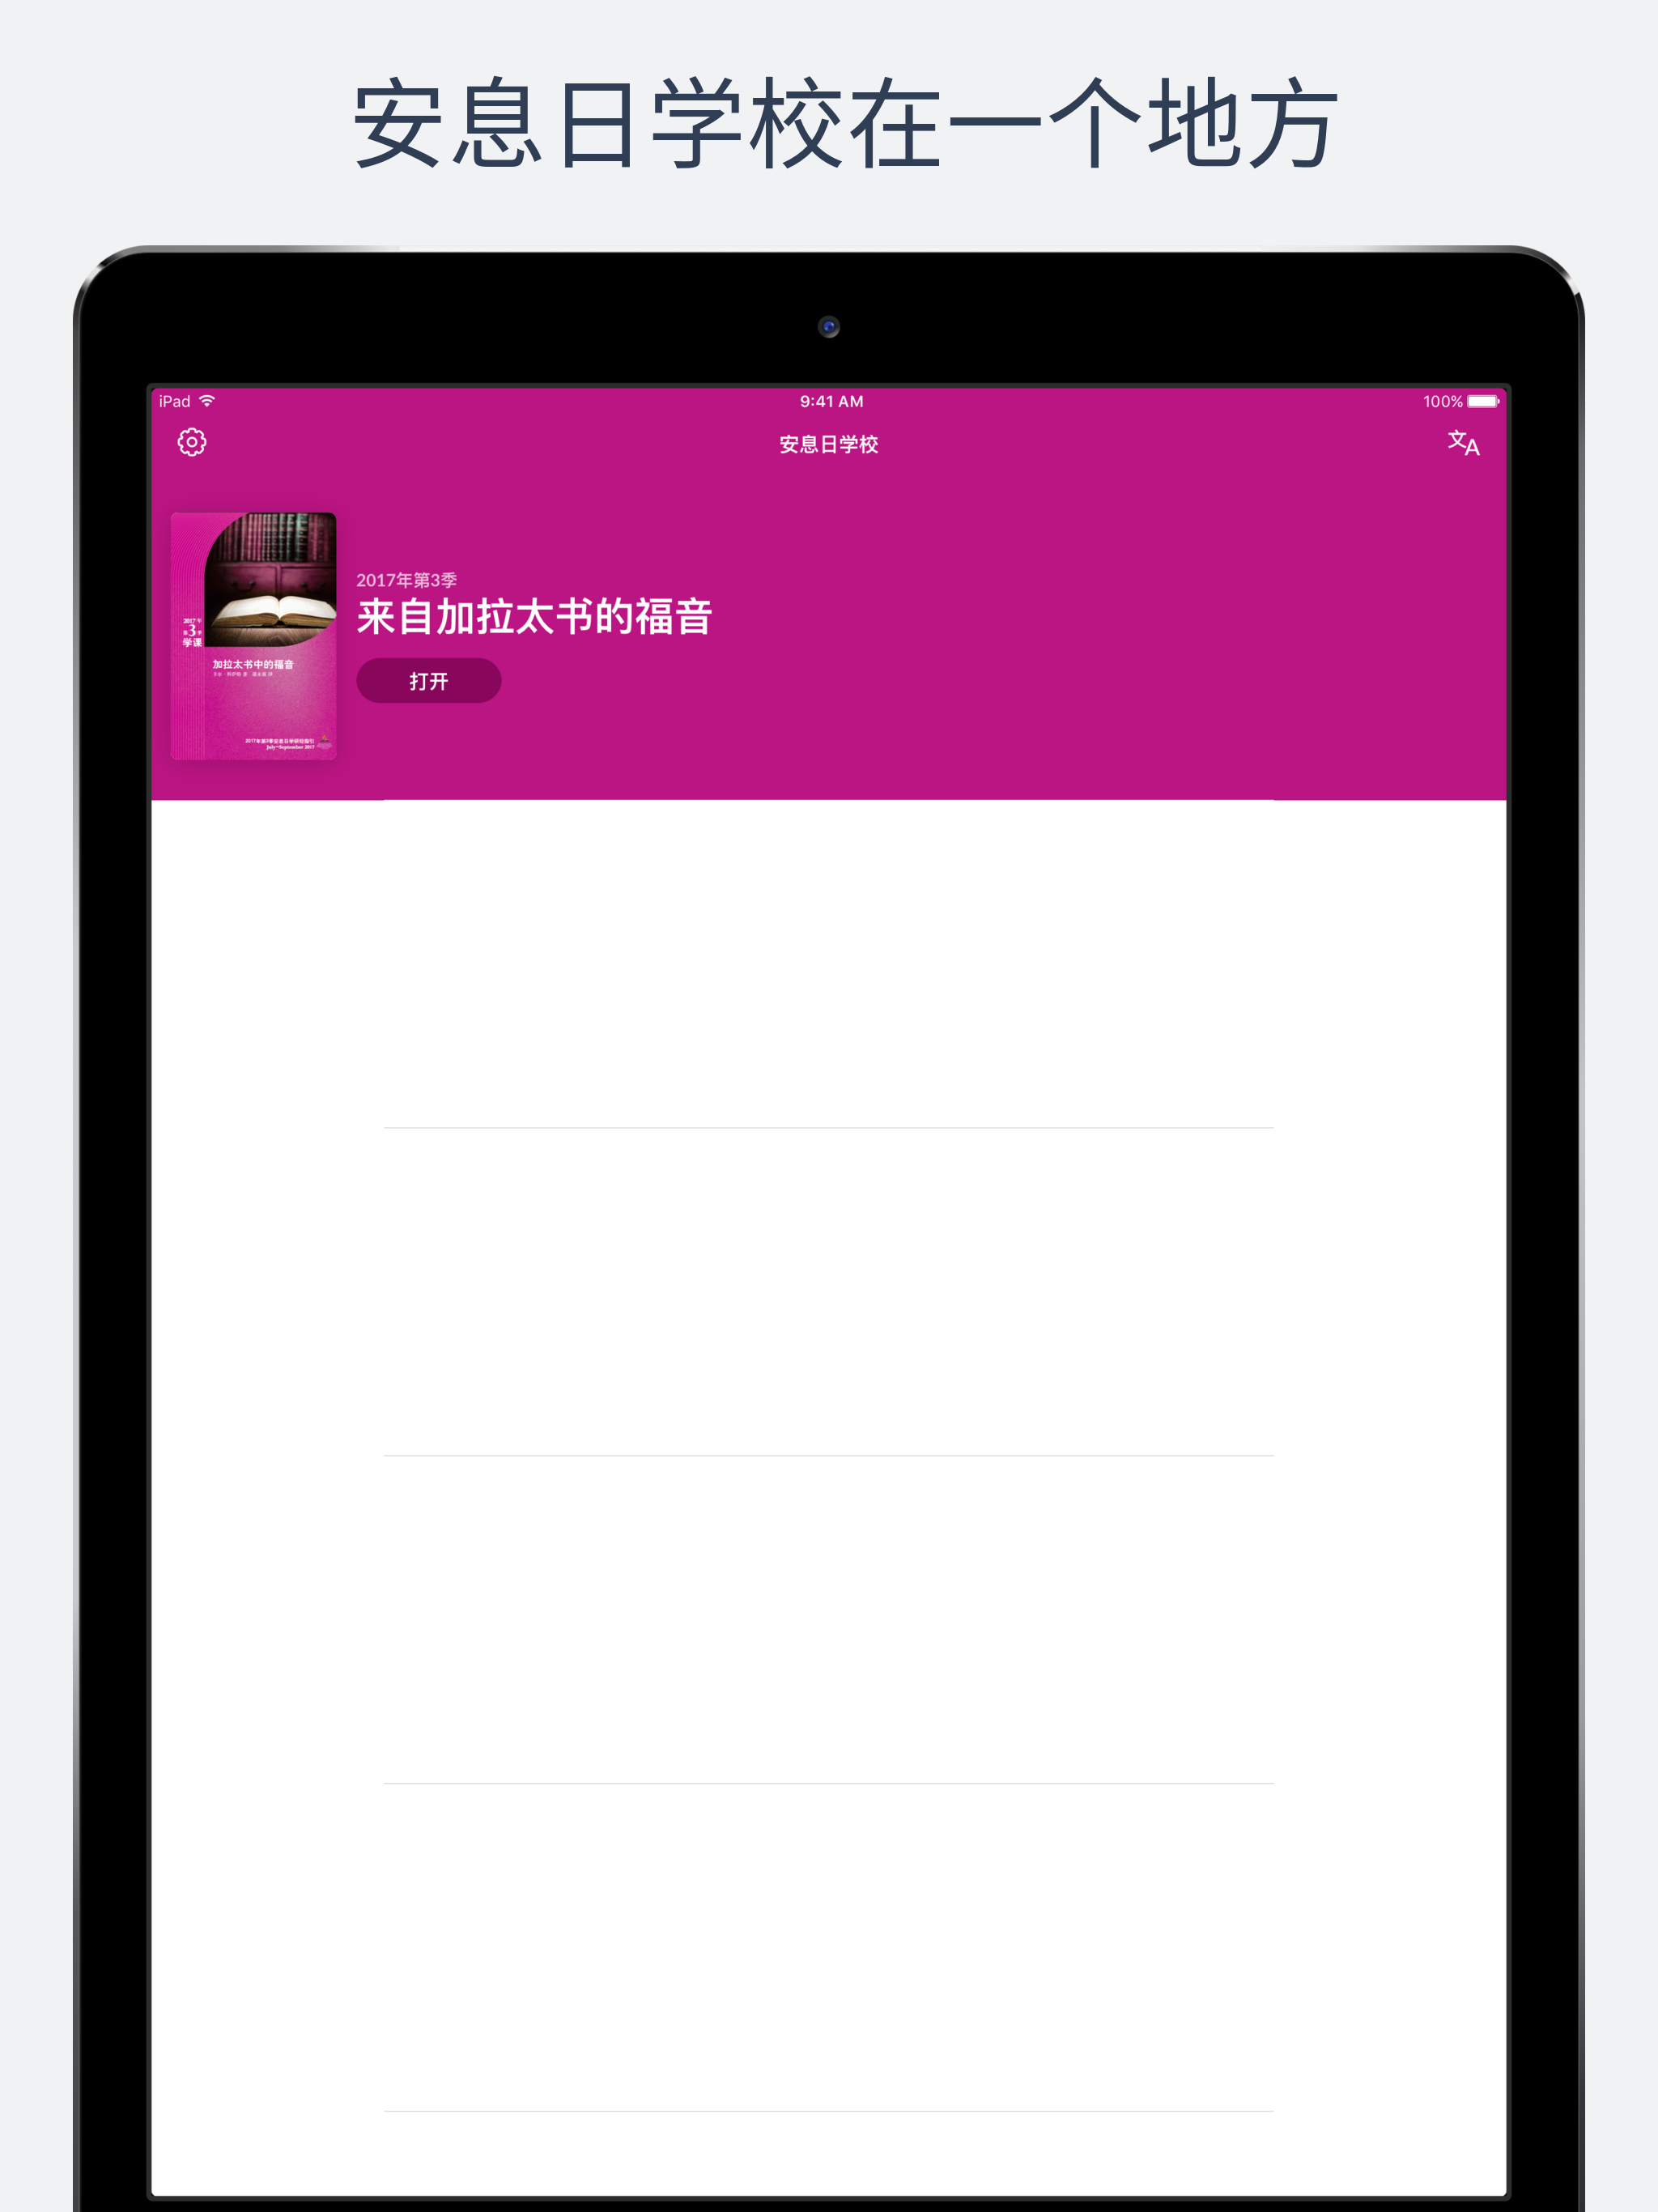 安息日学校在一个地方
iPad
9:41 AM
100%
安息日学校
文A
2017年第3季
来自加拉太书的福音
打开
2017年
第3季
学课
加拉太书中的福音
2017年第3季安息日学研经指引
July•September 2017